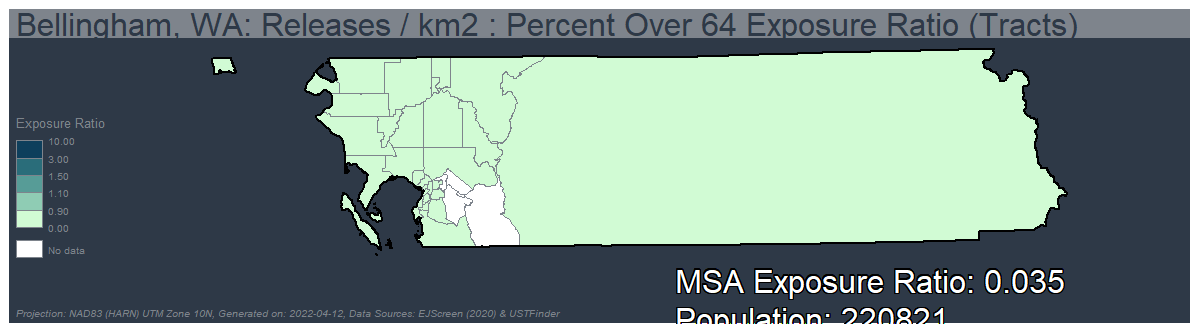 Bellingham, WA: Releases / km2 : Percent Over 64 Exposure Ratio (Tracts)
Exposure Ratio
10.00
3.00
1.50
1.10
0.90
0.00
No data
MSA Exposure Ratio: 0.035
Population: 220821
Projection: NAD83 (HARN) UTM Zone 10N, Generated on: 2022-04-12, Data Sources: EJScreen (2020) & USTFinder